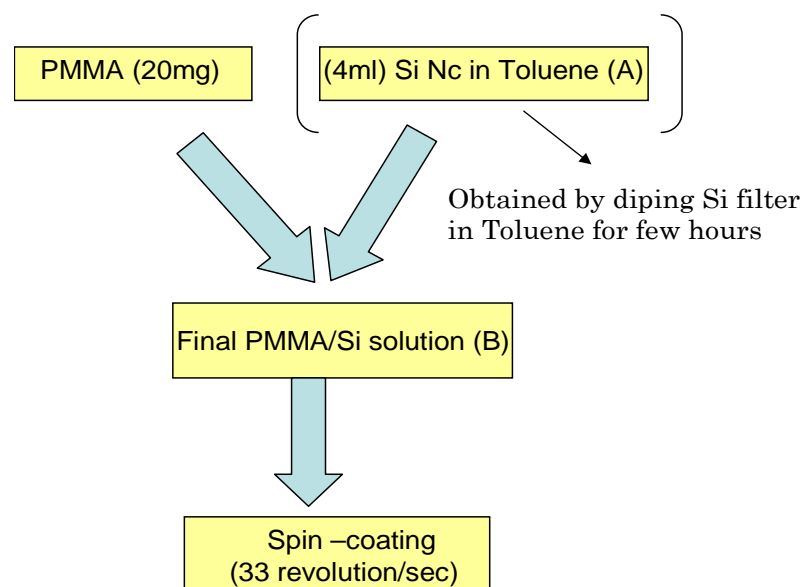 PMMA (20mg)
(4ml) Si Nc in Toluene (A)
Obtained by diping Si filter
in Toluene for few hours
Final PMMA/Si solution (B)
Spin –coating
(33 revolution/sec)